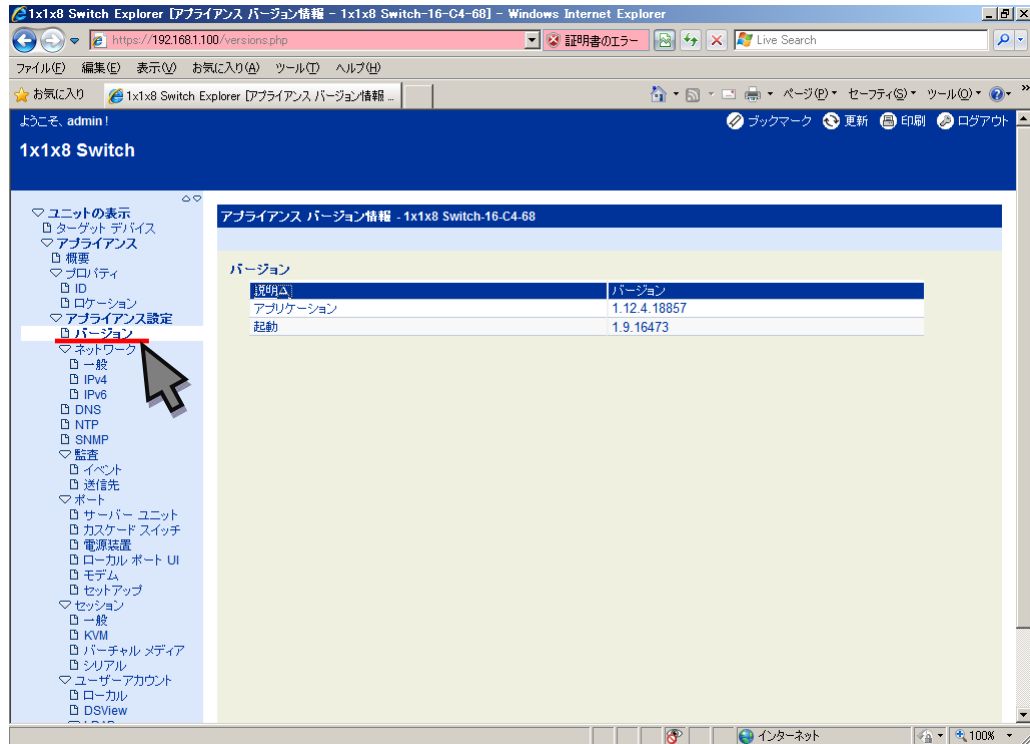 1x1x8 Switch Explorer [アプライアンス バージョン情報 - 1x1x8 Switch-16-C4-68] - Windows Internet Explorer
https://192.168.1.100/versions.php
証明書のエラー
Live Search
ファイル(F) 編集(E) 表示(V) お気に入り(A) ツール(T) ヘルプ(H)
お気に入り 1x1x8 Switch Explorer [アプライアンス バージョン情報 ... ページ(P) セーフティ(S) ツール(O) »
ようこそ、admin ! ブックマーク 更新 印刷 ログアウト
1x1x8 Switch
ユニットの表示
ターゲット デバイス
アプライアンス
概要
プロパティ
ID
ロケーション
アプライアンス設定
バージョン
ネットワーク
一般
IPv4
IPv6
DNS
NTP
SNMP
監査
イベント
送信先
ポート
サーバー ユニット
カスケード スイッチ
電源装置
ローカル ポート UI
モデム
セットアップ
セッション
一般
KVM
バーチャル メディア
シリアル
ユーザーアカウント
ローカル
DSView
アプライアンス バージョン情報 - 1x1x8 Switch-16-C4-68
バージョン
説明 バージョン
アプリケーション 1.12.4.18857
起動 1.9.16473
インターネット 100%